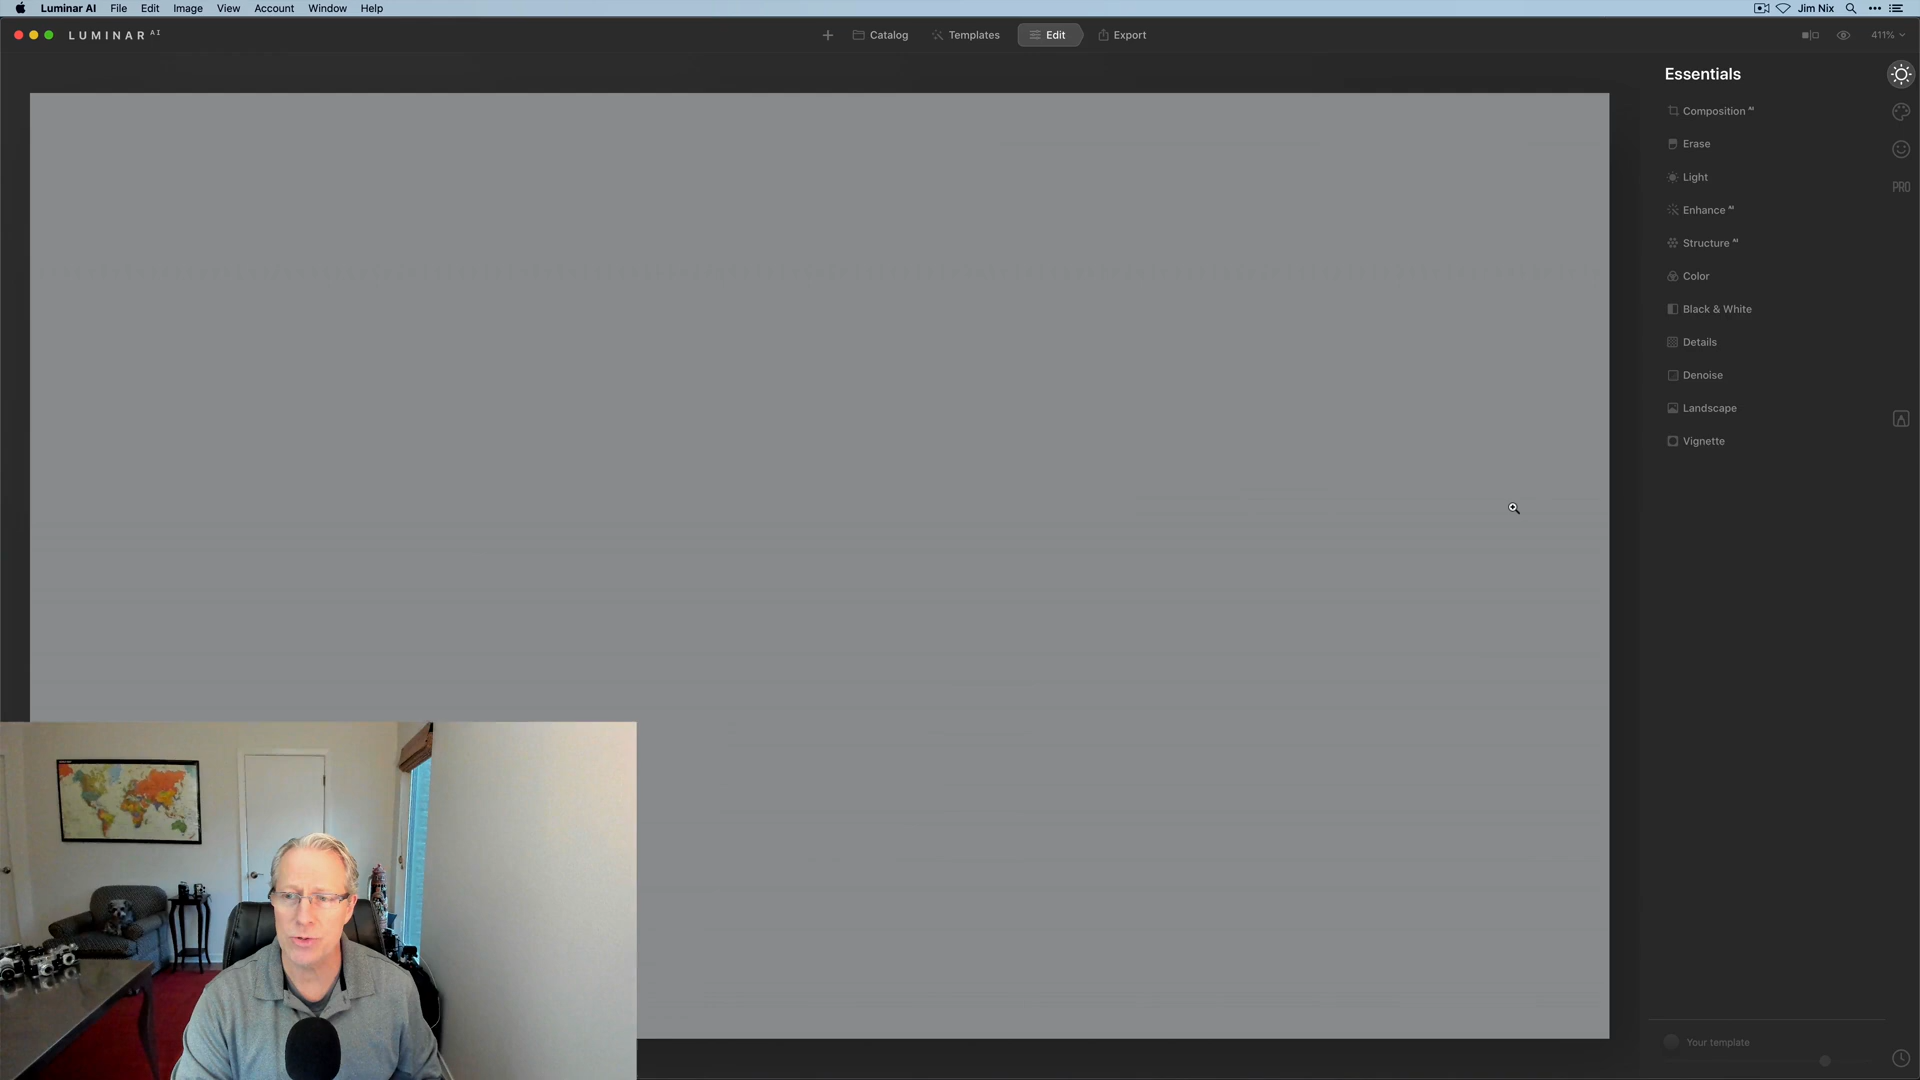 Luminar AI File Edit Image View Account Window Help Jim Nix
LUMINAR AI Catalog Templates Edit Export 411%
Essentials
Composition AI
Erase
Light
PRO
Enhance AI
Structure AI
Color
Black & White
Details
Denoise
Landscape
Vignette
Your template